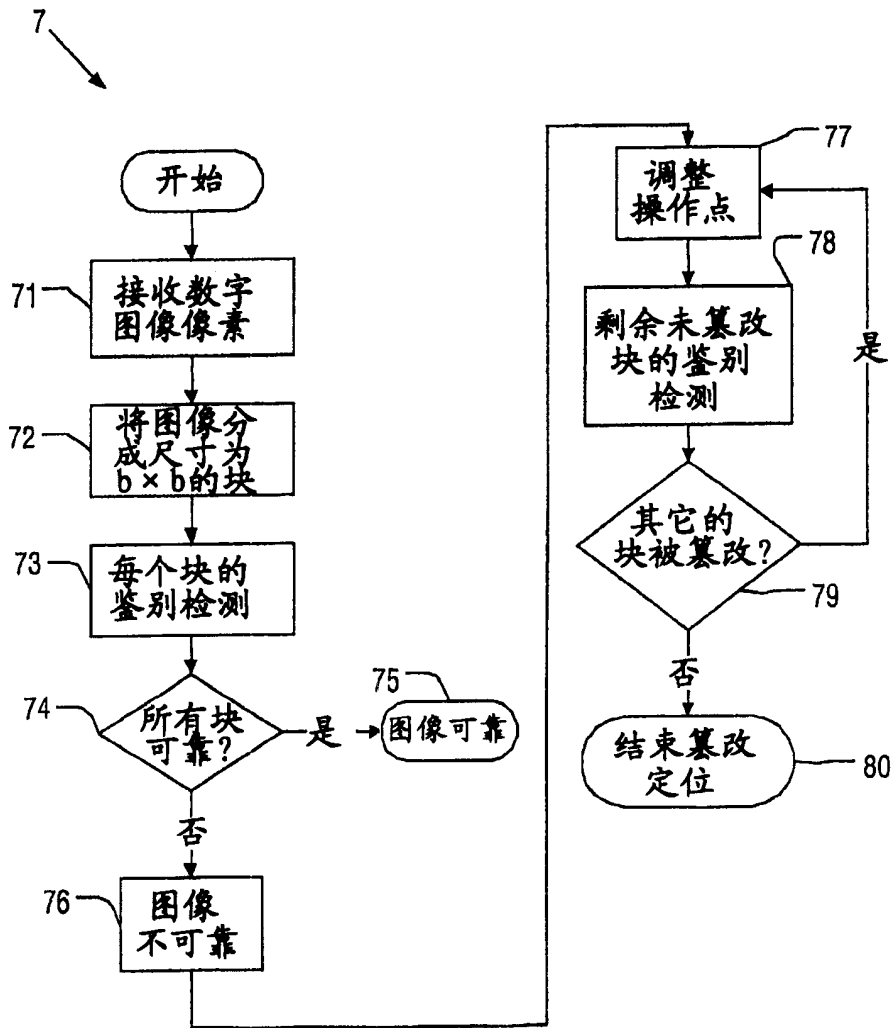 7
开始
71
接收数字
图像像素
72
将图像分
成尺寸为
b×b的块
73
每个块的
鉴别检测
74
所有块
可靠?
是
75
图像可靠
否
76
图像
不可靠
77
调整
操作点
78
剩余未篡改
块的鉴别
检测
是
其它的
块被篡改?
79
否
结束篡改
定位
80